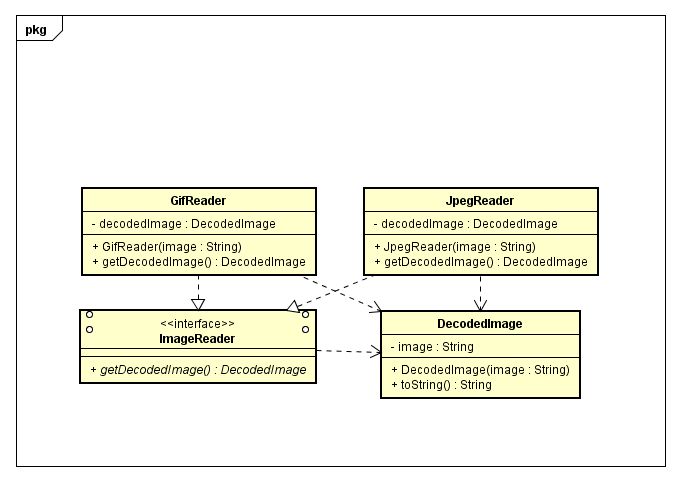 pkg
GifReader
- decodedImage : DecodedImage
+ GifReader(image : String)
+ getDecodedImage() : DecodedImage
JpegReader
- decodedImage : DecodedImage
+ JpegReader(image : String)
+ getDecodedImage() : DecodedImage
<<interface>>
ImageReader
+ getDecodedImage() : DecodedImage
DecodedImage
- image : String
+ DecodedImage(image : String)
+ toString() : String